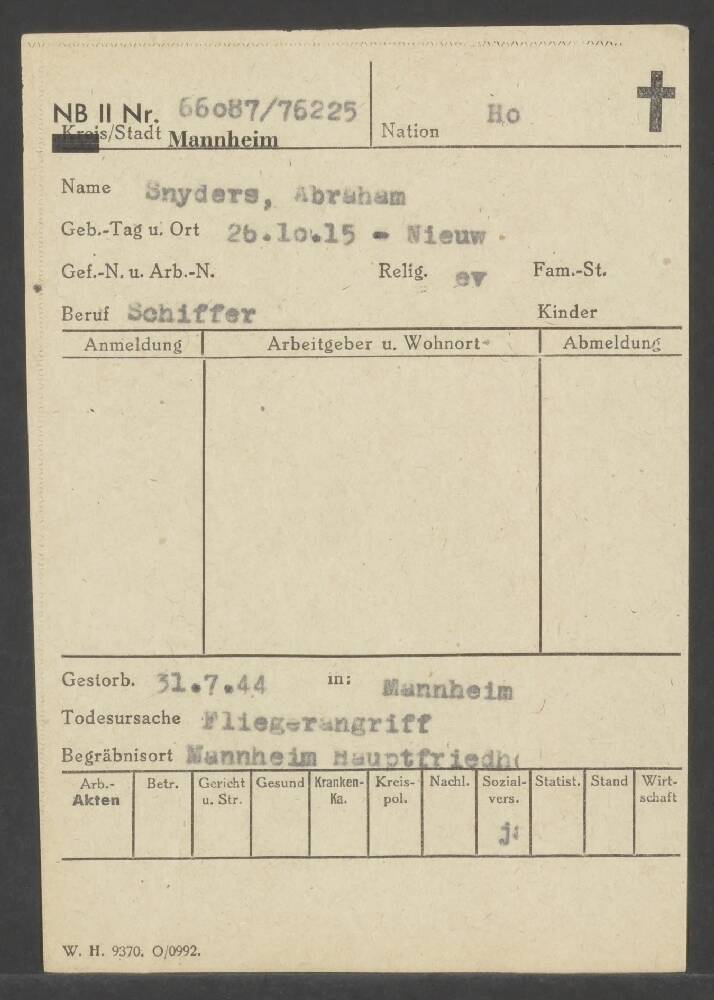 NB II Nr. 66087/76225
Kreis/Stadt Mannheim
Nation Ho
Name Snyders, Abraham
Geb.-Tag u. Ort 26.10.15 - Nieuw
Gef.-N. u. Arb.-N. Relig. ev Fam.-St.
Beruf Schiffer Kinder
Anmeldung Arbeitgeber u. Wohnort Abmeldung
Gestorb. 31.7.44 in: Mannheim
Todesursache Fliegerangriff
Begräbnisort Mannheim Hauptfriedh
Arb.- Betr. Gericht Gesund Kranken- Kreis- Nachl. Sozial- Statist. Stand Wirt-
Akten u. Str. Ka. pol. vers. schaft
ja
W. H. 9370. O/0992.